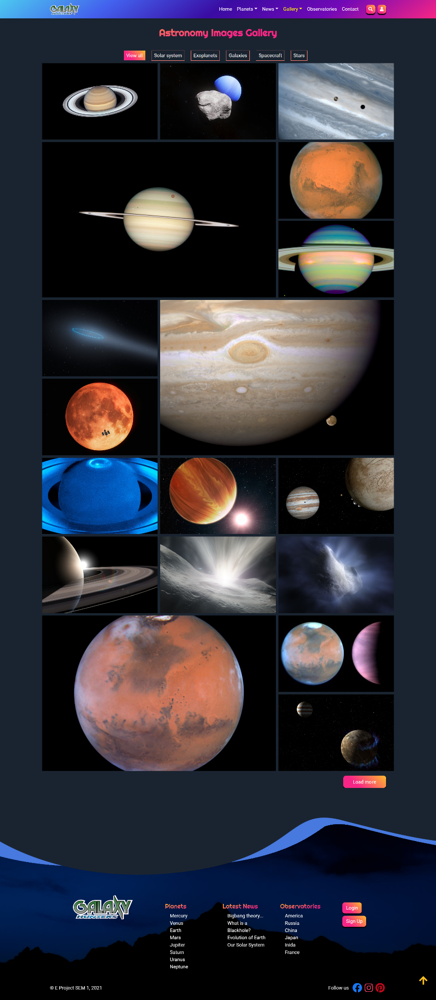 GALAXY
HUNTERS
Home Planets News Gallery Observatories Contact
Astronomy Images Gallery
View all Solar system Exoplanets Galaxies Spacecraft Stars
Load more
GALAXY
HUNTERS
Planets
Mercury
Venus
Earth
Mars
Jupiter
Saturn
Uranus
Neptune
Latest News
Bigbang theory...
What is a
Blackhole?
Evolution of Earth
Our Solar System
Observatories
America
Russia
China
Japan
Inida
France
Login
Sign Up
© E Project SEM 1, 2021
Follow us